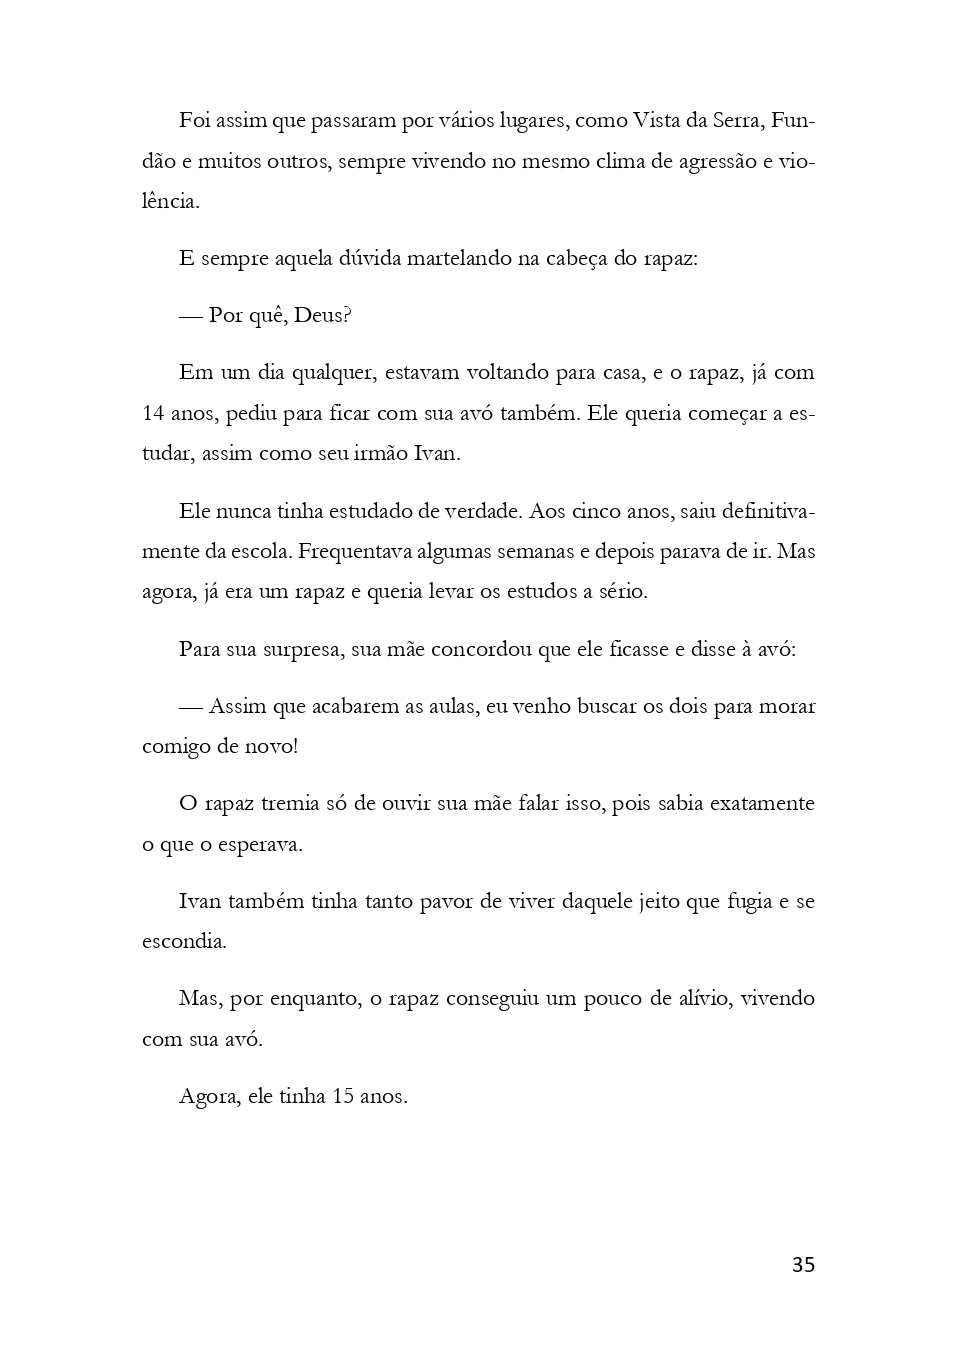 Foi assim que passaram por vários lugares, como Vista da Serra, Fun-
dão e muitos outros, sempre vivendo no mesmo clima de agressão e vio-
lência.
E sempre aquela dúvida martelando na cabeça do rapaz:
— Por quê, Deus?
Em um dia qualquer, estavam voltando para casa, e o rapaz, já com
14 anos, pediu para ficar com sua avó também. Ele queria começar a es-
tudar, assim como seu irmão Ivan.
Ele nunca tinha estudado de verdade. Aos cinco anos, saiu definitiva-
mente da escola. Frequentava algumas semanas e depois parava de ir. Mas
agora, já era um rapaz e queria levar os estudos a sério.
Para sua surpresa, sua mãe concordou que ele ficasse e disse à avó:
— Assim que acabarem as aulas, eu venho buscar os dois para morar
comigo de novo!
O rapaz tremia só de ouvir sua mãe falar isso, pois sabia exatamente
o que o esperava.
Ivan também tinha tanto pavor de viver daquele jeito que fugia e se
escondia.
Mas, por enquanto, o rapaz conseguiu um pouco de alívio, vivendo
com sua avó.
Agora, ele tinha 15 anos.
35